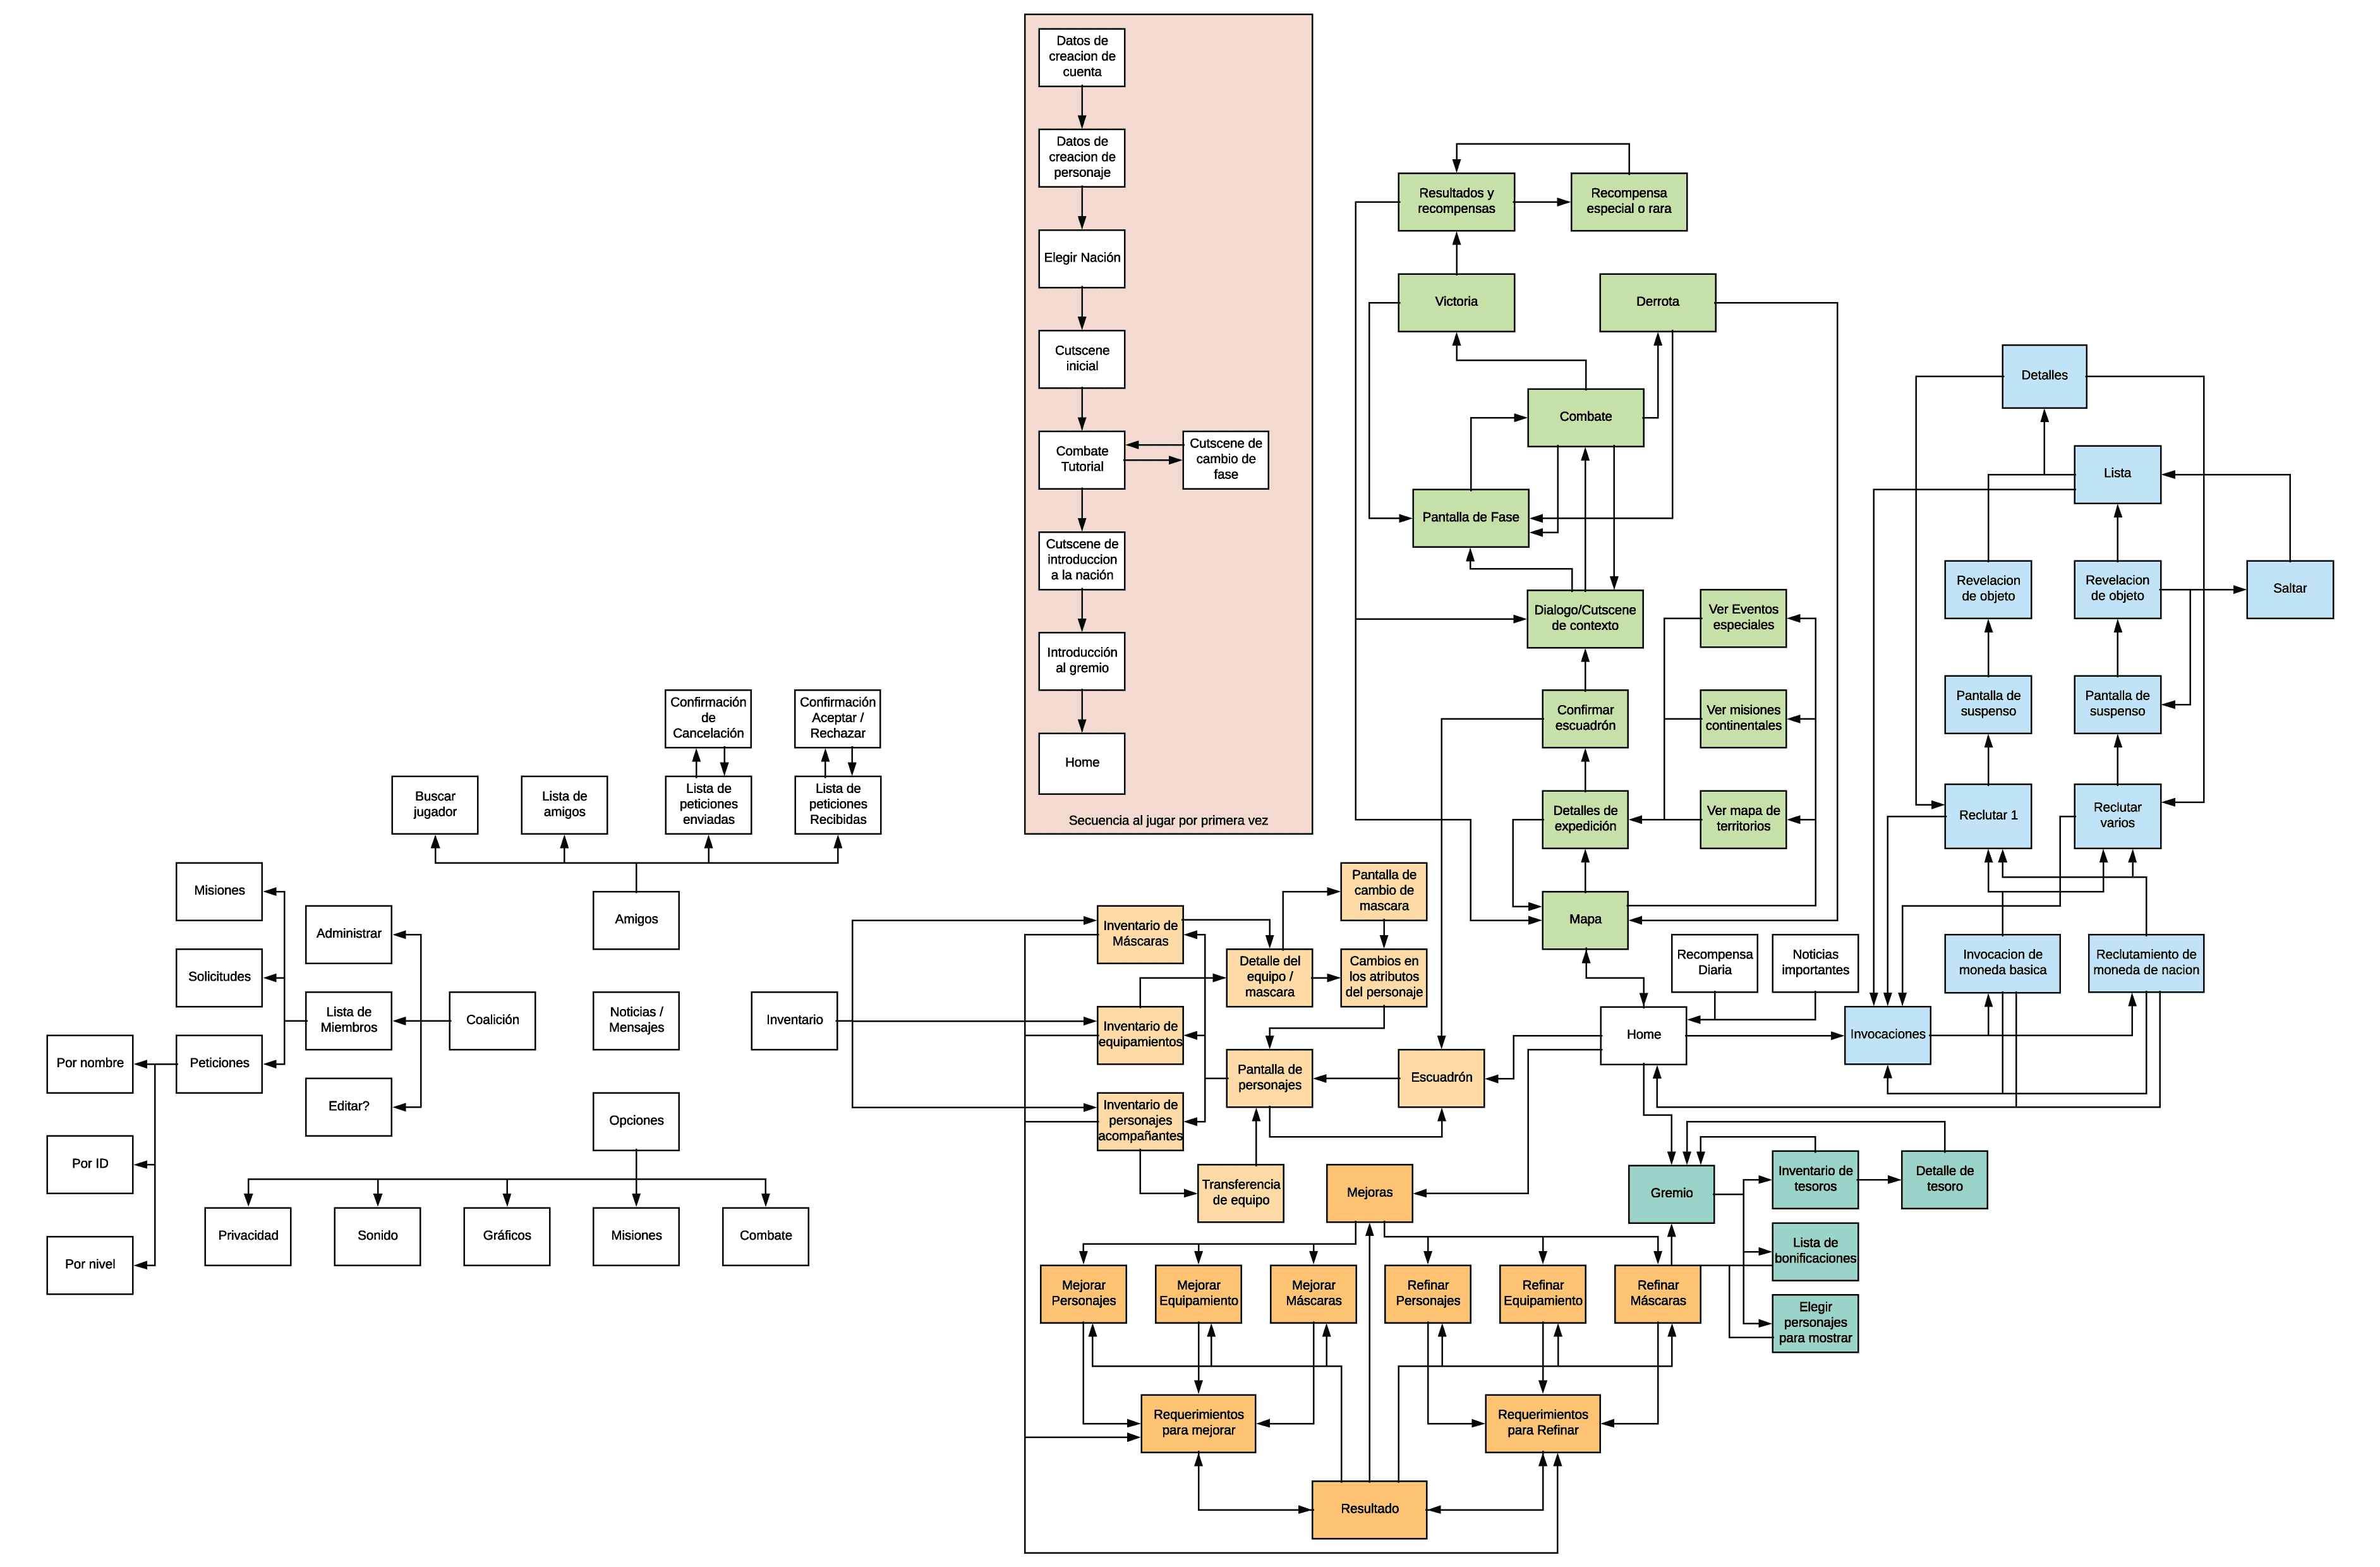 Datos de
creacion de
cuenta
Datos de
creacion de
personaje
Elegir Nación
Cutscene
inicial
Combate
Tutorial
Cutscene de
cambio de
fase
Cutscene de
introduccion
a la nación
Introducción
al gremio
Home
Secuencia al jugar por primera vez
Resultados y
recompensas
Recompensa
especial o rara
Victoria
Derrota
Combate
Pantalla de Fase
Dialogo/Cutscene
de contexto
Ver Eventos
especiales
Confirmar
escuadrón
Ver misiones
continentales
Detalles de
expedición
Ver mapa de
territorios
Mapa
Detalles
Lista
Revelacion
de objeto
Revelacion
de objeto
Saltar
Pantalla de
suspenso
Pantalla de
suspenso
Reclutar 1
Reclutar
varios
Invocacion de
moneda basica
Reclutamiento de
moneda de nacion
Invocaciones
Recompensa
Diaria
Noticias
importantes
Home
Confirmación
de
Cancelación
Confirmación
Aceptar /
Rechazar
Buscar
jugador
Lista de
amigos
Lista de
peticiones
enviadas
Lista de
peticiones
Recibidas
Amigos
Misiones
Administrar
Solicitudes
Lista de
Miembros
Coalición
Noticias /
Mensajes
Inventario
Por nombre
Peticiones
Editar?
Opciones
Por ID
Por nivel
Privacidad
Sonido
Gráficos
Misiones
Combate
Pantalla de
cambio de
mascara
Inventario de
Máscaras
Detalle del
equipo /
mascara
Cambios en
los atributos
del personaje
Inventario de
equipamientos
Pantalla de
personajes
Escuadrón
Inventario de
personajes
acompañantes
Transferencia
de equipo
Mejoras
Gremio
Inventario de
tesoros
Detalle de
tesoro
Lista de
bonificaciones
Elegir
personajes
para mostrar
Mejorar
Personajes
Mejorar
Equipamiento
Mejorar
Máscaras
Refinar
Personajes
Refinar
Equipamiento
Refinar
Máscaras
Requerimientos
para mejorar
Requerimientos
para Refinar
Resultado